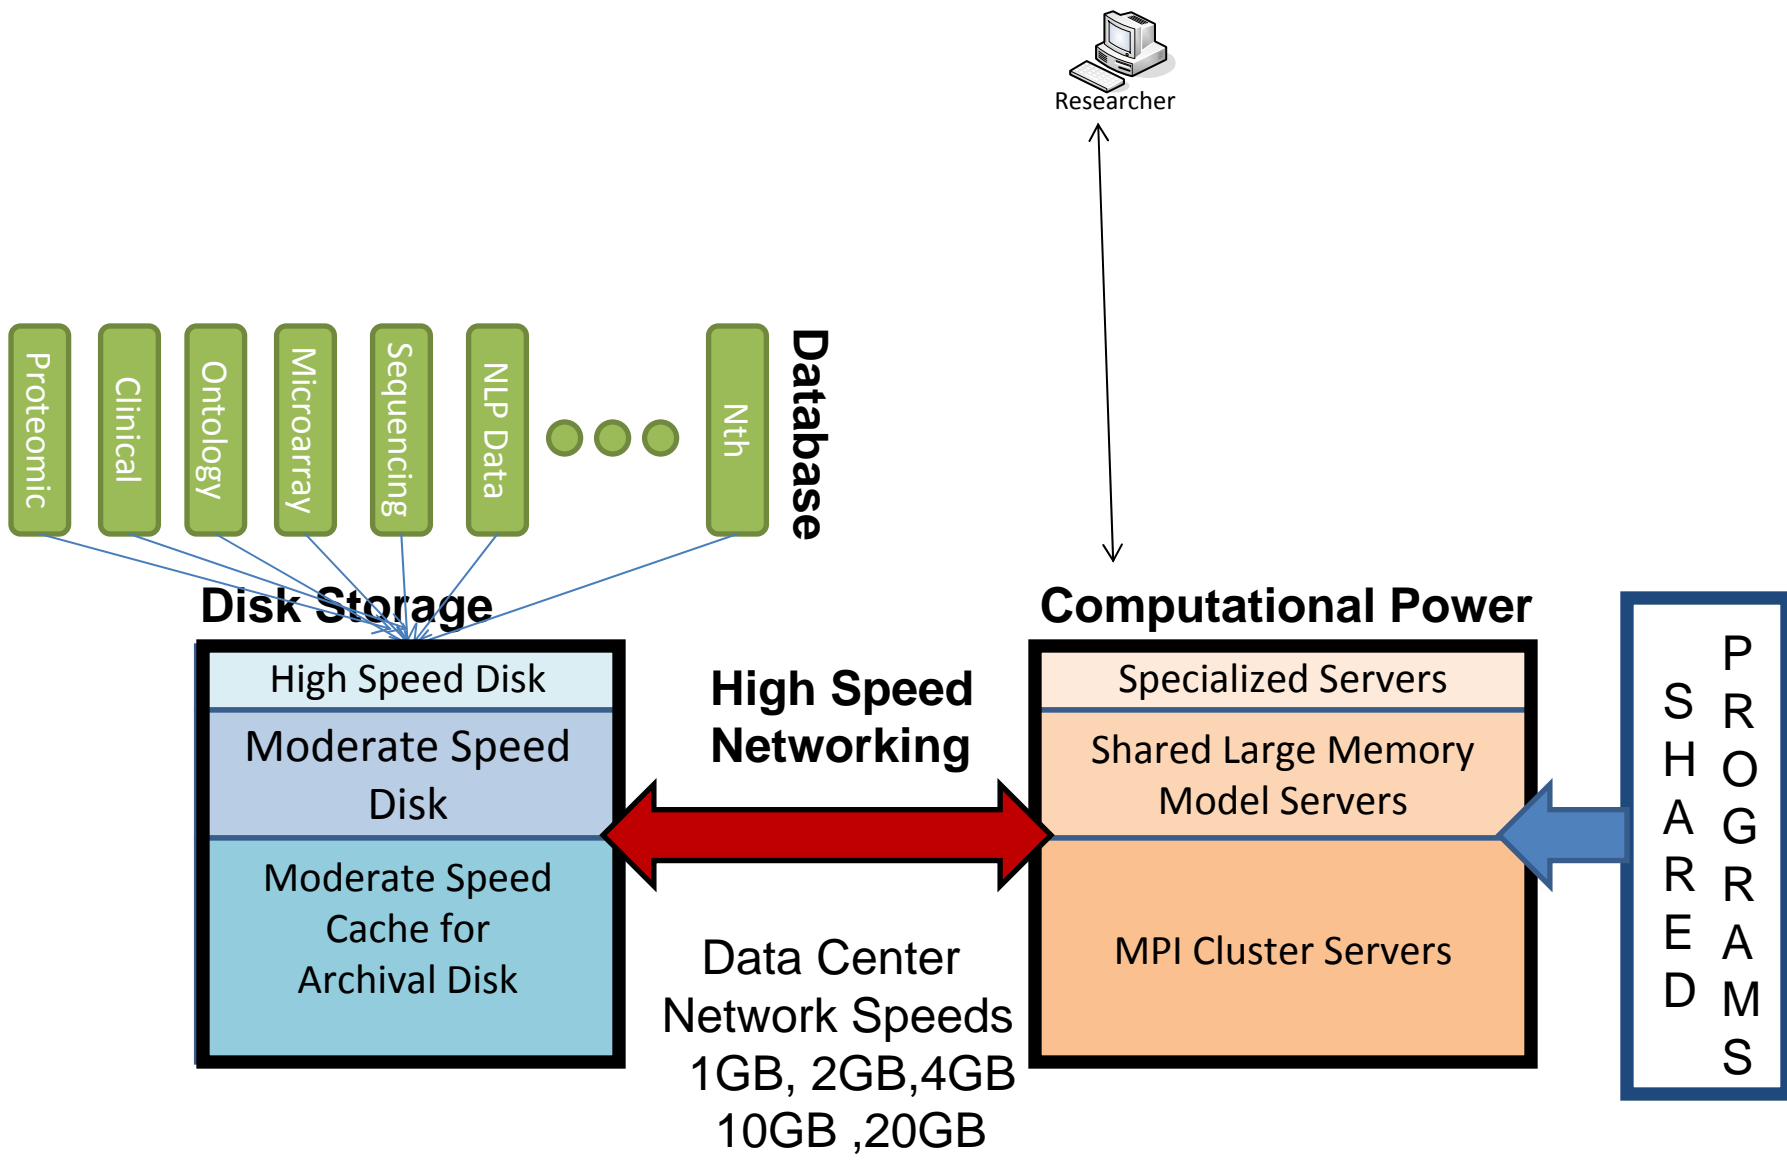 Researcher
Proteomic
Clinical
Ontology
Microarray
Sequencing
NLP Data
Nth
Database
Disk Storage
High Speed Disk
Moderate Speed
Disk
Moderate Speed
Cache for
Archival Disk
High Speed
Networking
Data Center
Network Speeds
1GB, 2GB,4GB
10GB ,20GB
Computational Power
Specialized Servers
Shared Large Memory
Model Servers
MPI Cluster Servers
SHARED
PROGRAMS